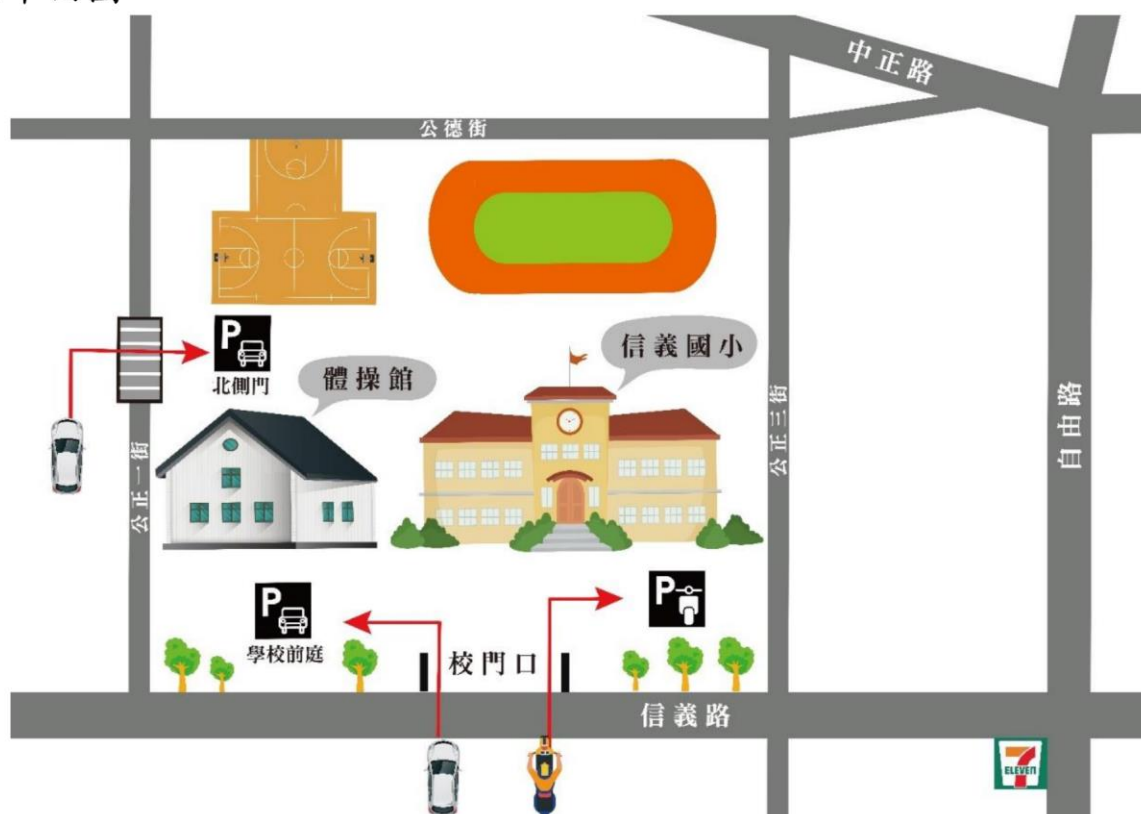 中正路
公德街
P
北側門
體操館
信義國小
公正一街
公正三街
自由路
P
學校前庭
P
校門口
信義路
7
ELEVEn